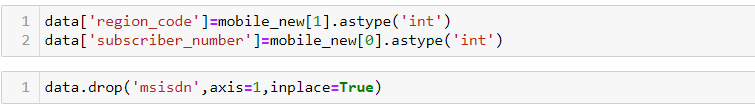 1 data['region_code']=mobile_new[1].astype('int')
2 data['subscriber_number']=mobile_new[0].astype('int')
1 data.drop('msisdn',axis=1,inplace=True)